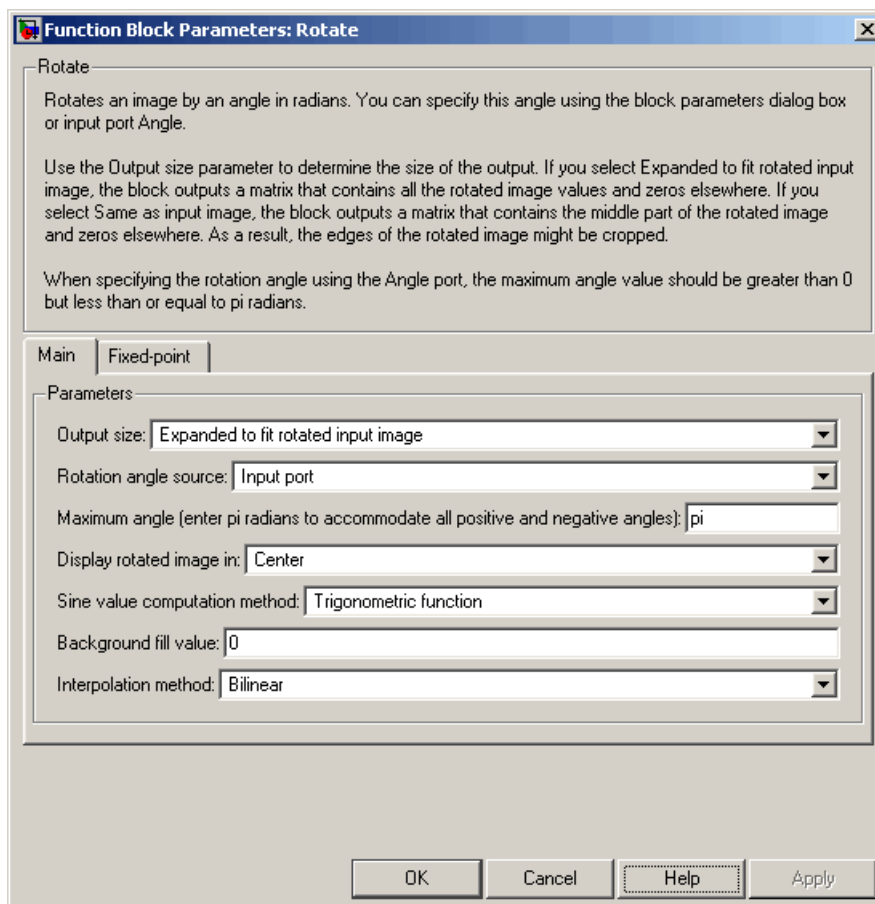 Function Block Parameters: Rotate
Rotate
Rotates an image by an angle in radians. You can specify this angle using the block parameters dialog box
or input port Angle.
Use the Output size parameter to determine the size of the output. If you select Expanded to fit rotated input
image, the block outputs a matrix that contains all the rotated image values and zeros elsewhere. If you
select Same as input image, the block outputs a matrix that contains the middle part of the rotated image
and zeros elsewhere. As a result, the edges of the rotated image might be cropped.
When specifying the rotation angle using the Angle port, the maximum angle value should be greater than 0
but less than or equal to pi radians.
Main Fixed-point
Parameters
Output size: Expanded to fit rotated input image
Rotation angle source: Input port
Maximum angle (enter pi radians to accommodate all positive and negative angles): pi
Display rotated image in: Center
Sine value computation method: Trigonometric function
Background fill value: 0
Interpolation method: Bilinear
OK Cancel Help Apply